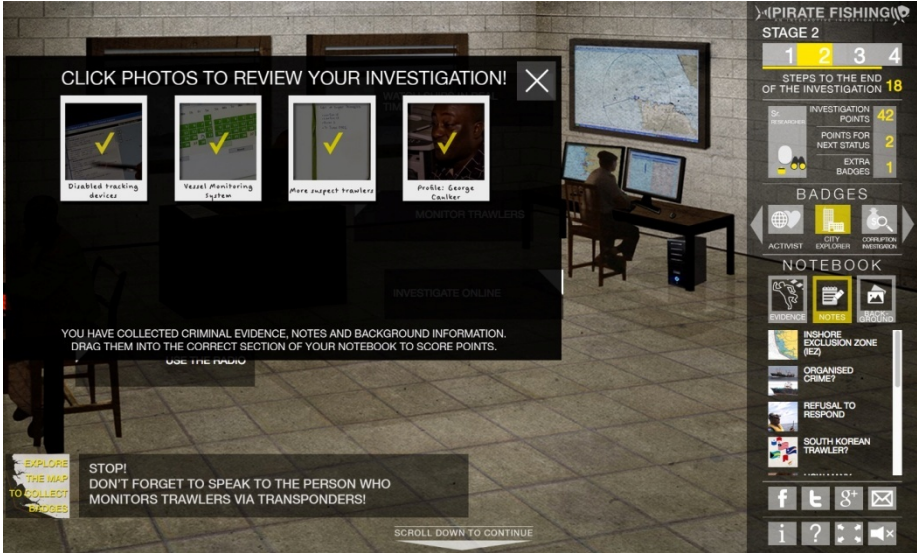 PIRATE FISHING
AN INTERACTIVE INVESTIGATION
STAGE 2
1 2 3 4
STEPS TO THE END
OF THE INVESTIGATION 18
Sr.
RESEARCHER
INVESTIGATION
POINTS 42
POINTS FOR
NEXT STATUS 2
EXTRA
BADGES 1
BADGES
ACTIVIST
CITY
EXPLORER
CORRUPTION
INVESTIGATION
NOTEBOOK
EVIDENCE
NOTES
BACK-
GROUND
INSHORE
EXCLUSION ZONE
(IEZ)
ORGANISED
CRIME?
REFUSAL TO
RESPOND
SOUTH KOREAN
TRAWLER?
CLICK PHOTOS TO REVIEW YOUR INVESTIGATION!
Disabled tracking
devices
Vessel Monitoring
System
More suspect trawlers
Profile: George
Caulker
MONITOR TRAWLERS
INVESTIGATE ONLINE
YOU HAVE COLLECTED CRIMINAL EVIDENCE, NOTES AND BACKGROUND INFORMATION.
DRAG THEM INTO THE CORRECT SECTION OF YOUR NOTEBOOK TO SCORE POINTS.
USE THE RADIO
EXPLORE
THE MAP
TO COLLECT
BADGES
STOP!
DON'T FORGET TO SPEAK TO THE PERSON WHO
MONITORS TRAWLERS VIA TRANSPONDERS!
SCROLL DOWN TO CONTINUE